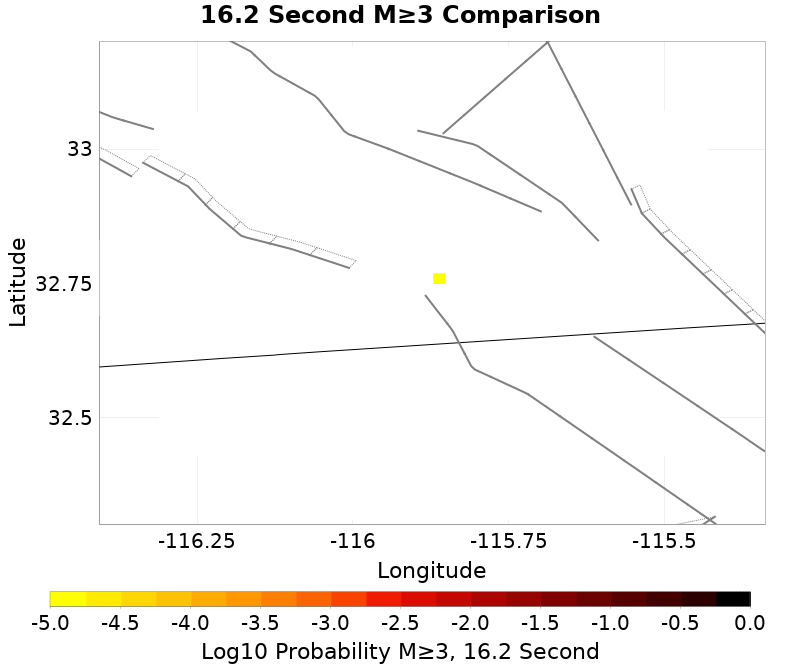 16.2 Second M≥3 Comparison
33
32.75
32.5
Latitude
-116.25 -116 -115.75 -115.5
Longitude
-5.0 -4.5 -4.0 -3.5 -3.0 -2.5 -2.0 -1.5 -1.0 -0.5 0.0
Log10 Probability M≥3, 16.2 Second